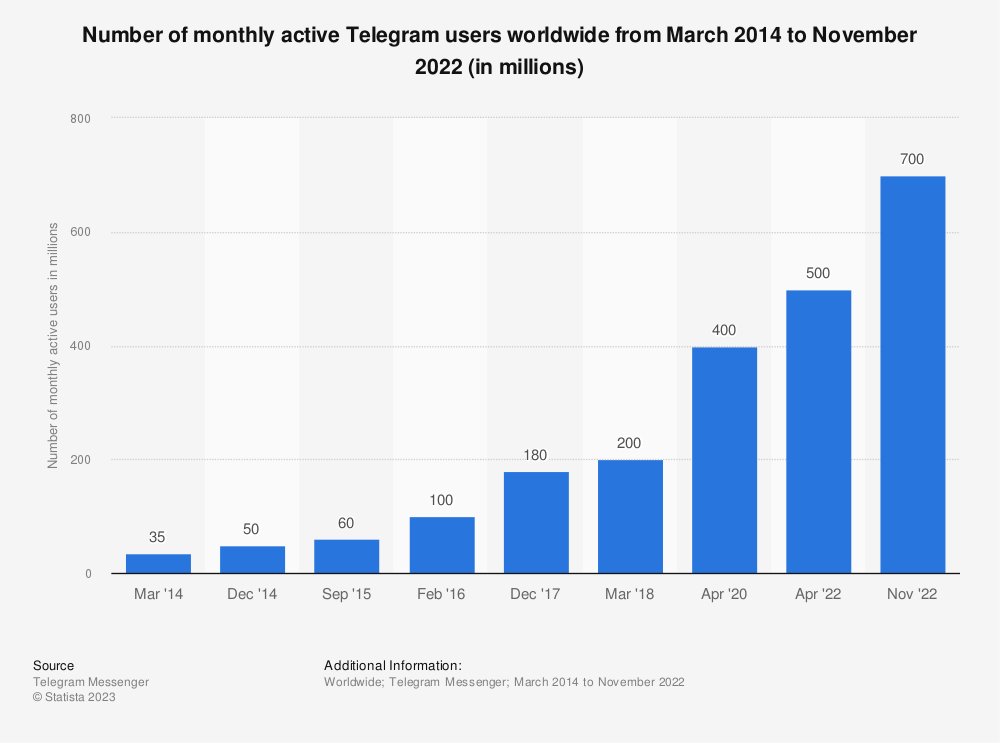 Number of monthly active Telegram users worldwide from March 2014 to November
2022 (in millions)
Number of monthly active users in millions
800
600
400
200
0
35
50
60
100
180
200
400
500
700
Mar '14
Dec '14
Sep '15
Feb '16
Dec '17
Mar '18
Apr '20
Apr '22
Nov '22
Source
Telegram Messenger
© Statista 2023
Additional Information:
Worldwide; Telegram Messenger; March 2014 to November 2022